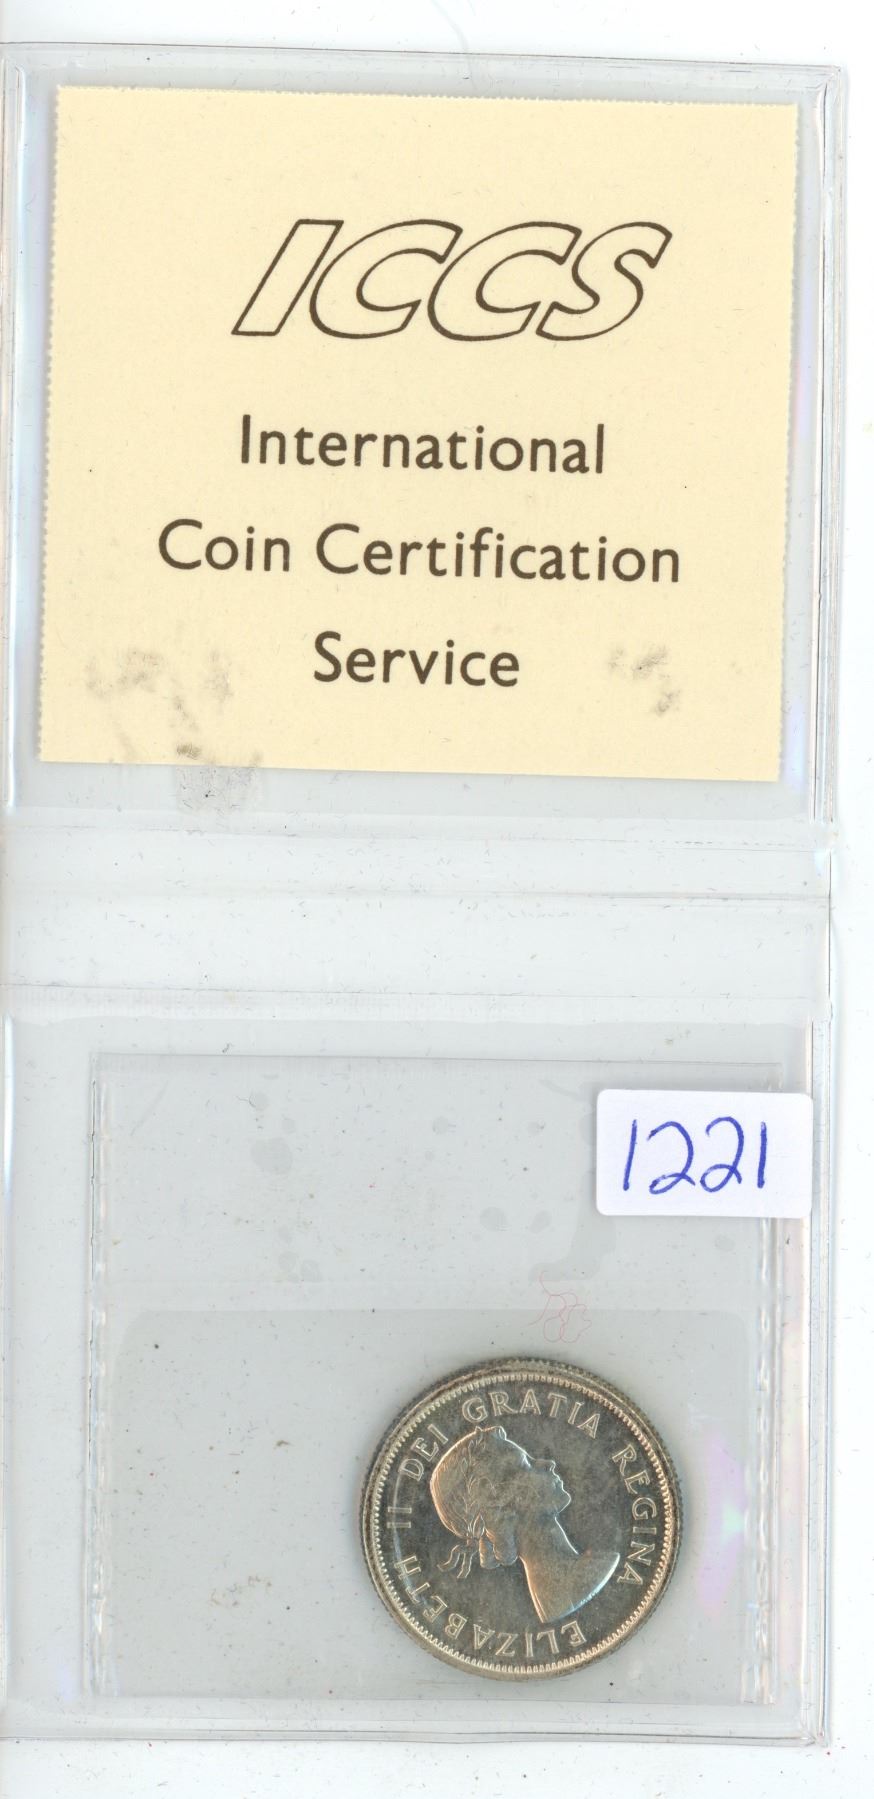 ICCS
International
Coin Certification
Service
1221
ELIZABETH II DEI GRATIA REGINA